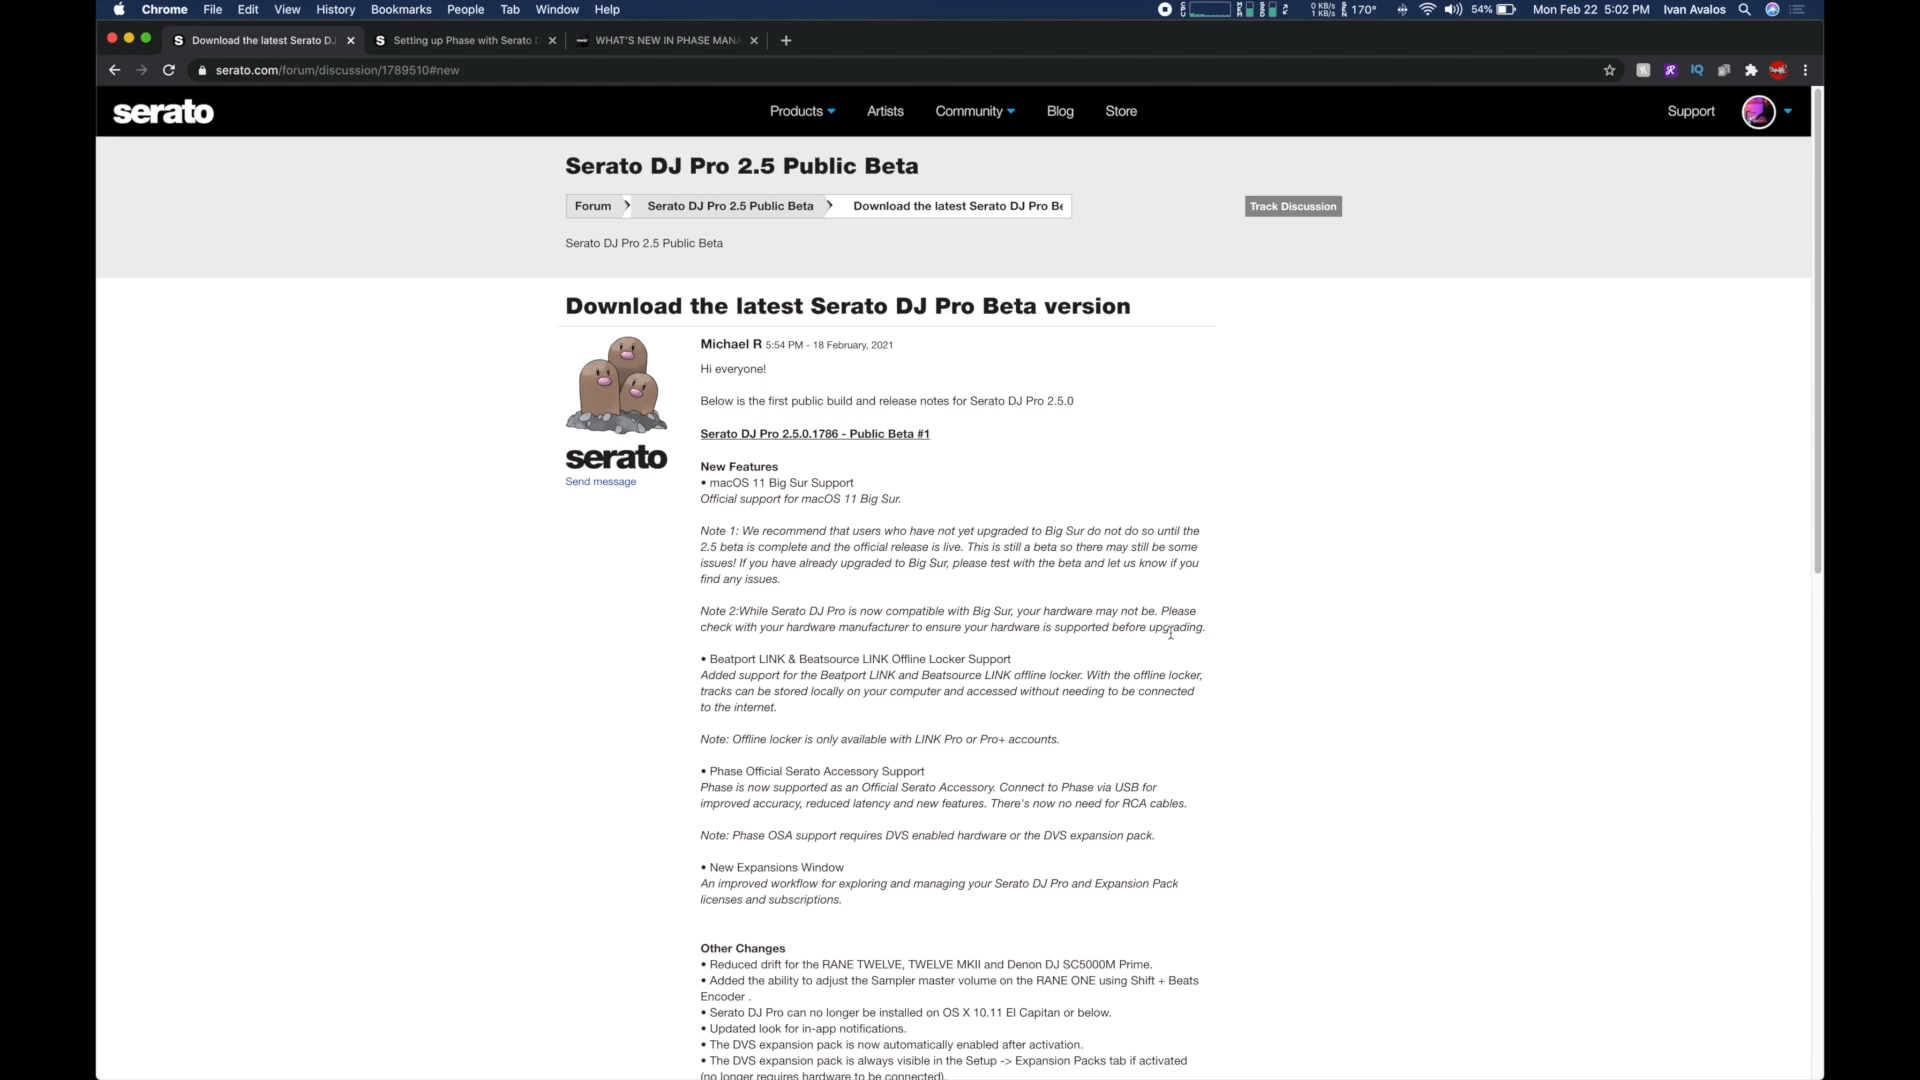 Chrome File Edit View History Bookmarks People Tab Window Help 0 KB/s 1 KB/s 170° 54% Mon Feb 22 5:02 PM Ivan Avalos
Download the latest Serato DJ Setting up Phase with Serato WHAT'S NEW IN PHASE MAN
serato.com/forum/discussion/1789510#new
serato Products Artists Community Blog Store Support
Serato DJ Pro 2.5 Public Beta
Forum Serato DJ Pro 2.5 Public Beta Download the latest Serato DJ Pro Be Track Discussion
Serato DJ Pro 2.5 Public Beta
Download the latest Serato DJ Pro Beta version
Michael R 5:54 PM - 18 February, 2021
Hi everyone!
Below is the first public build and release notes for Serato DJ Pro 2.5.0
Serato DJ Pro 2.5.0.1786 - Public Beta #1
serato
Send message
New Features
• macOS 11 Big Sur Support
Official support for macOS 11 Big Sur.
Note 1: We recommend that users who have not yet upgraded to Big Sur do not do so until the
2.5 beta is complete and the official release is live. This is still a beta so there may still be some
issues! If you have already upgraded to Big Sur, please test with the beta and let us know if you
find any issues.
Note 2:While Serato DJ Pro is now compatible with Big Sur, your hardware may not be. Please
check with your hardware manufacturer to ensure your hardware is supported before upgrading.
• Beatport LINK & Beatsource LINK Offline Locker Support
Added support for the Beatport LINK and Beatsource LINK offline locker. With the offline locker,
tracks can be stored locally on your computer and accessed without needing to be connected
to the internet.
Note: Offline locker is only available with LINK Pro or Pro+ accounts.
• Phase Official Serato Accessory Support
Phase is now supported as an Official Serato Accessory. Connect to Phase via USB for
improved accuracy, reduced latency and new features. There's now no need for RCA cables.
Note: Phase OSA support requires DVS enabled hardware or the DVS expansion pack.
• New Expansions Window
An improved workflow for exploring and managing your Serato DJ Pro and Expansion Pack
licenses and subscriptions.
Other Changes
• Reduced drift for the RANE TWELVE, TWELVE MKII and Denon DJ SC5000M Prime.
• Added the ability to adjust the Sampler master volume on the RANE ONE using Shift + Beats
Encoder .
• Serato DJ Pro can no longer be installed on OS X 10.11 El Capitan or below.
• Updated look for in-app notifications.
• The DVS expansion pack is now automatically enabled after activation.
• The DVS expansion pack is always visible in the Setup -> Expansion Packs tab if activated
(no longer requires hardware to be connected).